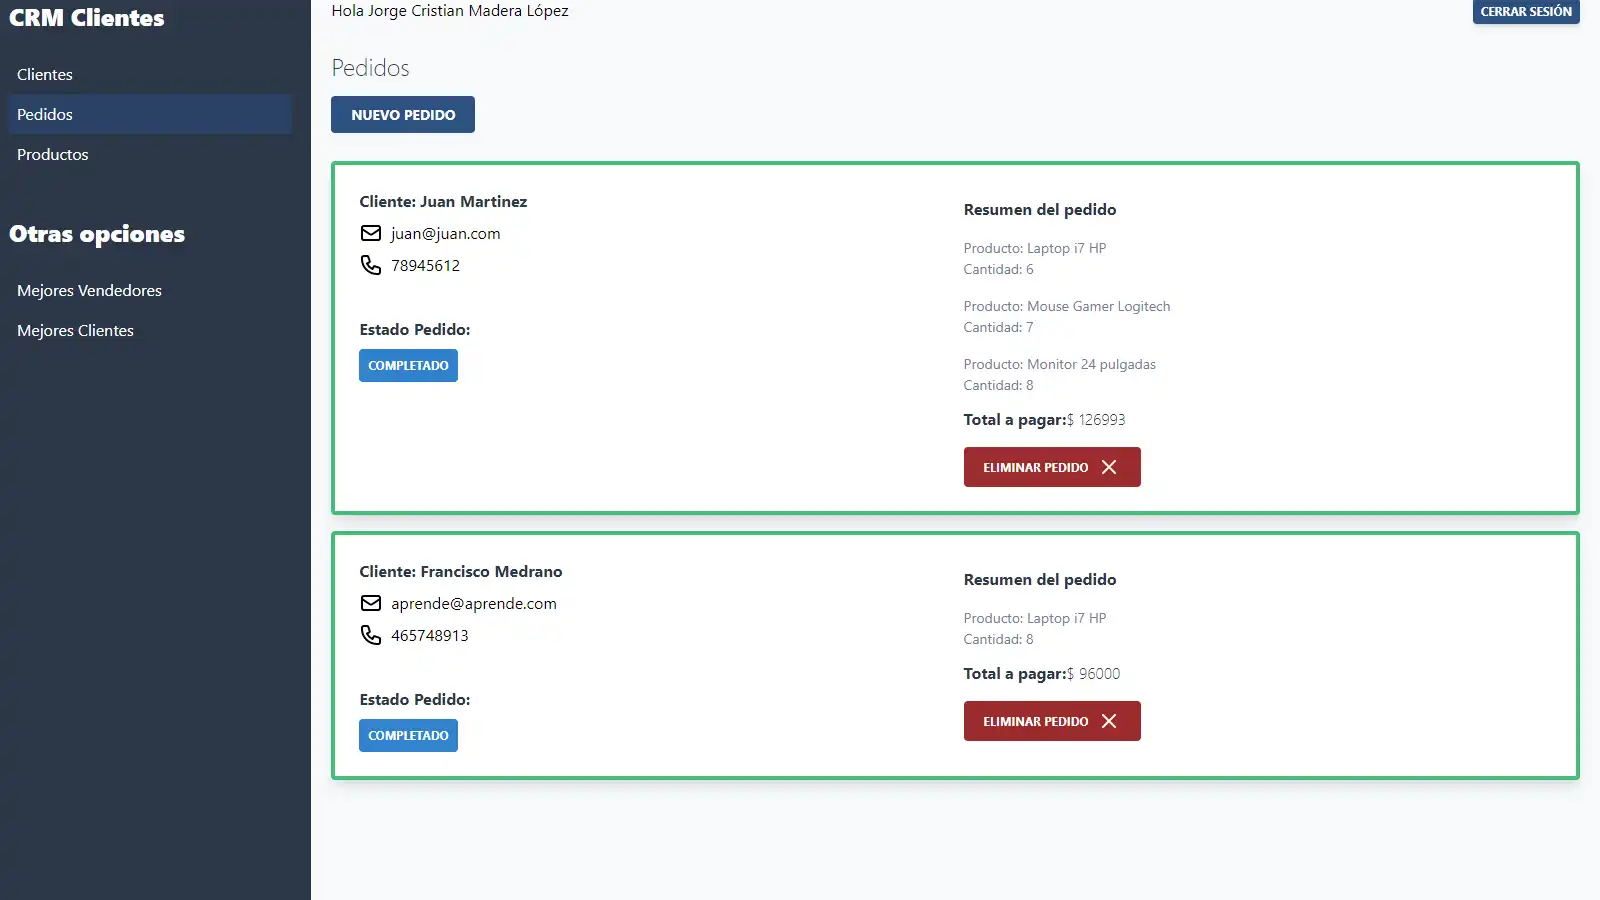 CRM Clientes
Clientes
Pedidos
Productos
Otras opciones
Mejores Vendedores
Mejores Clientes
Hola Jorge Cristian Madera López
CERRAR SESIÓN
Pedidos
NUEVO PEDIDO
Cliente: Juan Martinez
juan@juan.com
78945612
Estado Pedido:
COMPLETADO
Resumen del pedido
Producto: Laptop i7 HP
Cantidad: 6
Producto: Mouse Gamer Logitech
Cantidad: 7
Producto: Monitor 24 pulgadas
Cantidad: 8
Total a pagar:$ 126993
ELIMINAR PEDIDO
Cliente: Francisco Medrano
aprende@aprende.com
465748913
Estado Pedido:
COMPLETADO
Resumen del pedido
Producto: Laptop i7 HP
Cantidad: 8
Total a pagar:$ 96000
ELIMINAR PEDIDO